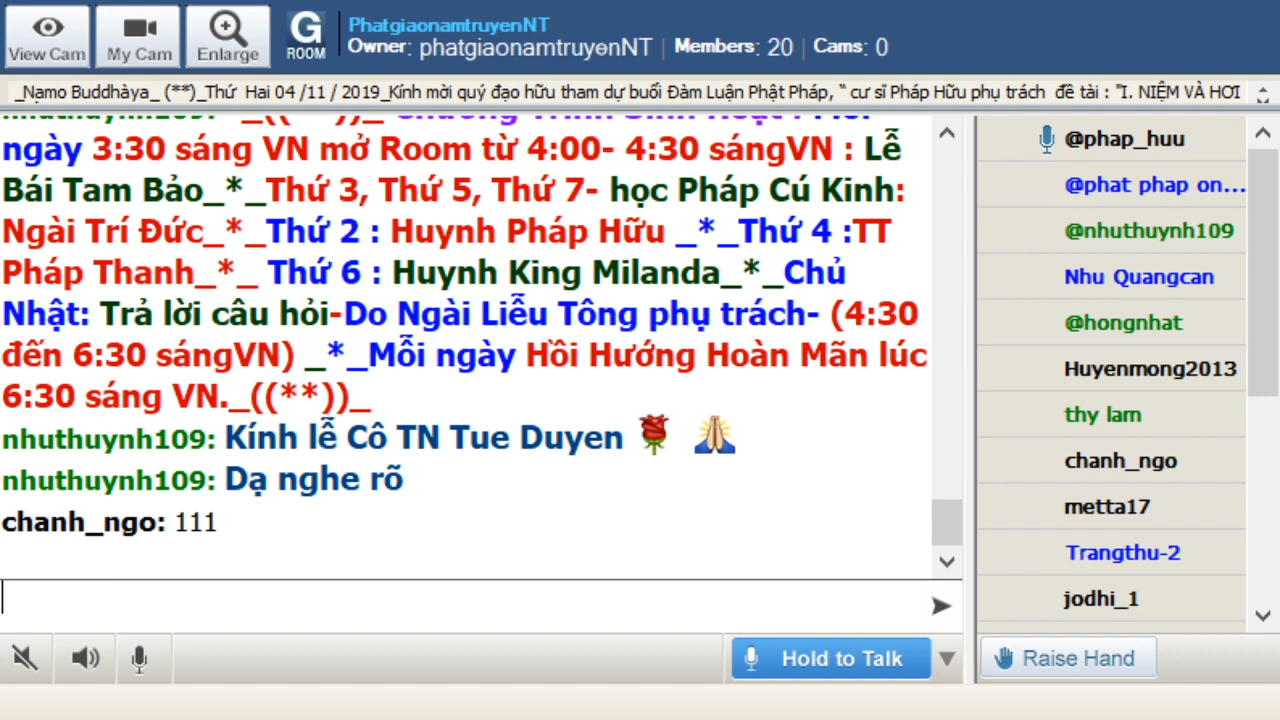 View Cam
My Cam
Enlarge
G
ROOM
PhatgiaonamtruyenNT
Owner: phatgiaonamtruyenNT | Members: 20 | Cams: 0
_Nạmo Buddhàya_ (**)_Thứ Hai 04 /11 / 2019_Kính mời quý đạo hữu tham dự buổi Đàm Luận Phật Pháp, “ cư sĩ Pháp Hữu phụ trách đề tài : "I. NIỆM VÀ HƠI
ngày 3:30 sáng VN mở Room từ 4:00- 4:30 sángVN : Lễ
Bái Tam Bảo_*_Thứ 3, Thứ 5, Thứ 7- học Pháp Cú Kinh:
Ngài Trí Đức_*_Thứ 2 : Huynh Pháp Hữu _*_Thứ 4 :TT
Pháp Thanh_*_ Thứ 6 : Huynh King Milanda_*_Chủ
Nhật: Trả lời câu hỏi-Do Ngài Liễu Tông phụ trách- (4:30
đến 6:30 sángVN) _*_Mỗi ngày Hồi Hướng Hoàn Mãn lúc
6:30 sáng VN._((**))_
nhuthuynh109: Kính lễ Cô TN Tue Duyen 🌹 🙏
nhuthuynh109: Dạ nghe rõ
chanh_ngo: 111
@phap_huu
@phat phap on...
@nhuthuynh109
Nhu Quangcan
@hongnhat
Huyenmong2013
thy lam
chanh_ngo
metta17
Trangthu-2
jodhi_1
Hold to Talk
Raise Hand